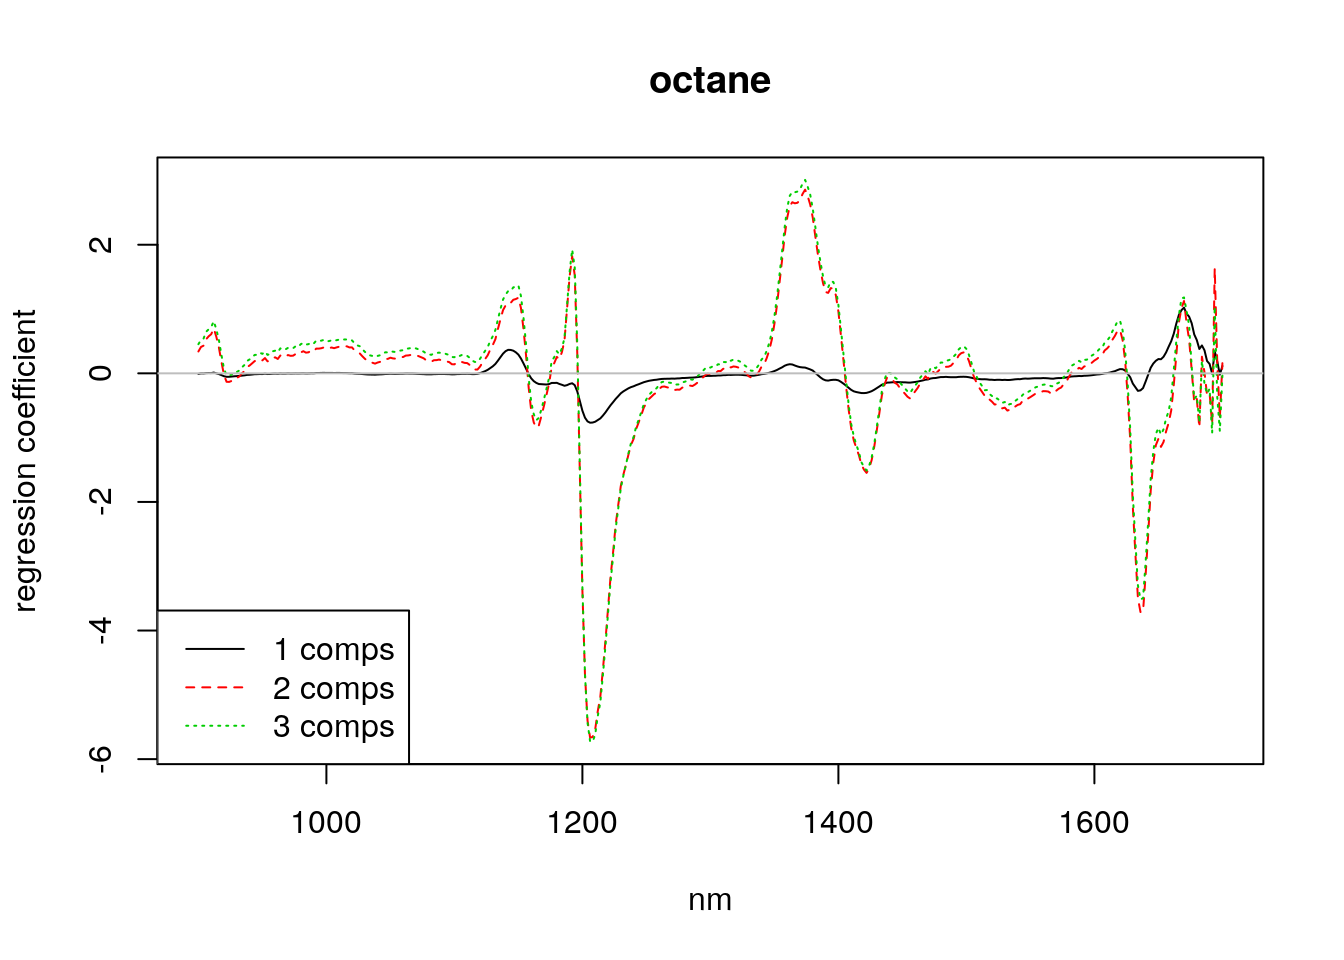 octane
regression coefficient
2
0
-2
-4
-6
1 comps
2 comps
3 comps
1000 1200 1400 1600
nm